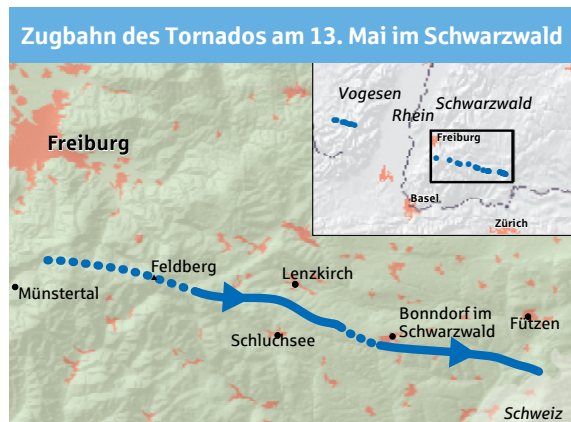 Zugbahn des Tornados am 13. Mai im Schwarzwald
Vogesen
Rhein
Schwarzwald
Freiburg
Basel
Zürich
Freiburg
Feldberg
Münstertal
Lenzkirch
Schluchsee
Bonndorf im
Schwarzwald
Fützen
Schweiz